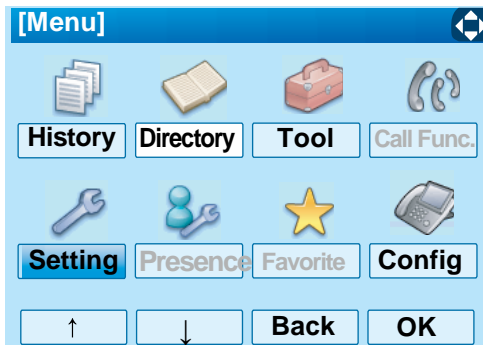 [Menu]
History Directory Tool Call Func.
Setting Presence Favorite Config
↑ ↓ Back OK